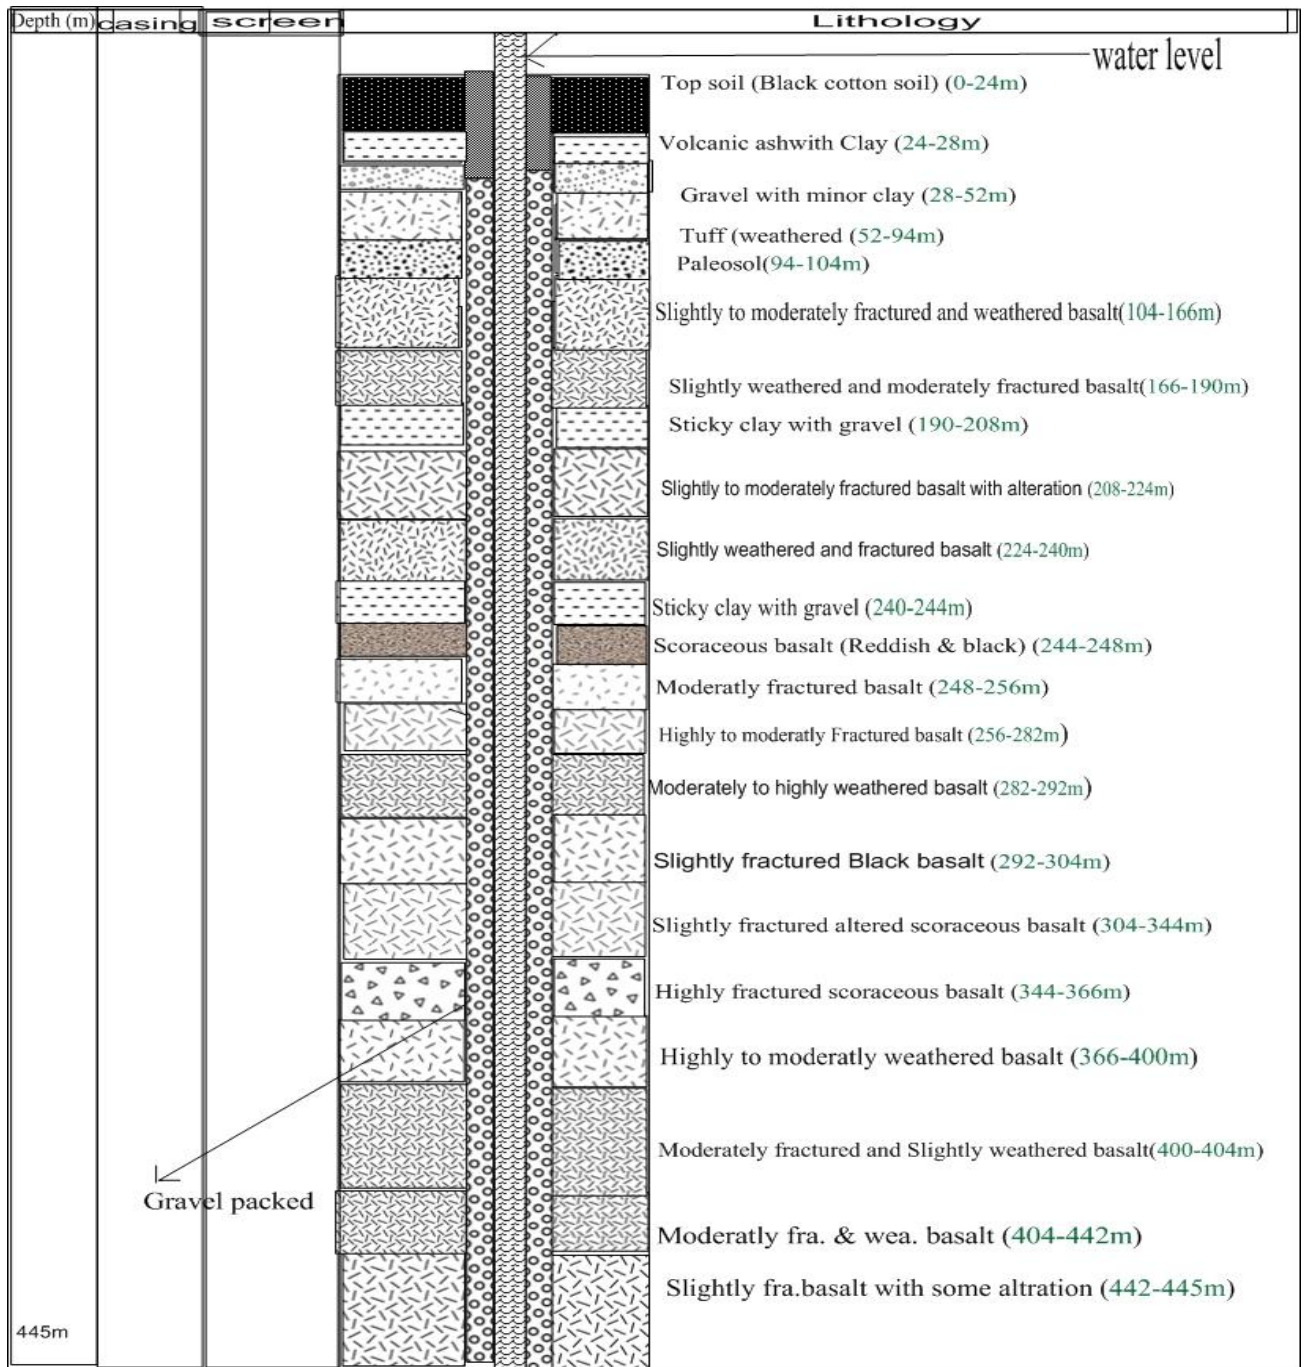 Depth (m) casing screen Lithology
water level
Top soil (Black cotton soil) (0-24m)
Volcanic ashwith Clay (24-28m)
Gravel with minor clay (28-52m)
Tuff (weathered (52-94m)
Paleosol(94-104m)
Slightly to moderately fractured and weathered basalt(104-166m)
Slightly weathered and moderately fractured basalt(166-190m)
Sticky clay with gravel (190-208m)
Slightly to moderately fractured basalt with alteration (208-224m)
Slightly weathered and fractured basalt (224-240m)
Sticky clay with gravel (240-244m)
Scoraceous basalt (Reddish & black) (244-248m)
Moderatly fractured basalt (248-256m)
Highly to moderatly Fractured basalt (256-282m)
Moderately to highly weathered basalt (282-292m)
Slightly fractured Black basalt (292-304m)
Slightly fractured altered scoraceous basalt (304-344m)
Highly fractured scoraceous basalt (344-366m)
Highly to moderatly weathered basalt (366-400m)
Moderately fractured and Slightly weathered basalt(400-404m)
Gravel packed
Moderatly fra. & wea. basalt (404-442m)
Slightly fra.basalt with some altration (442-445m)
445m